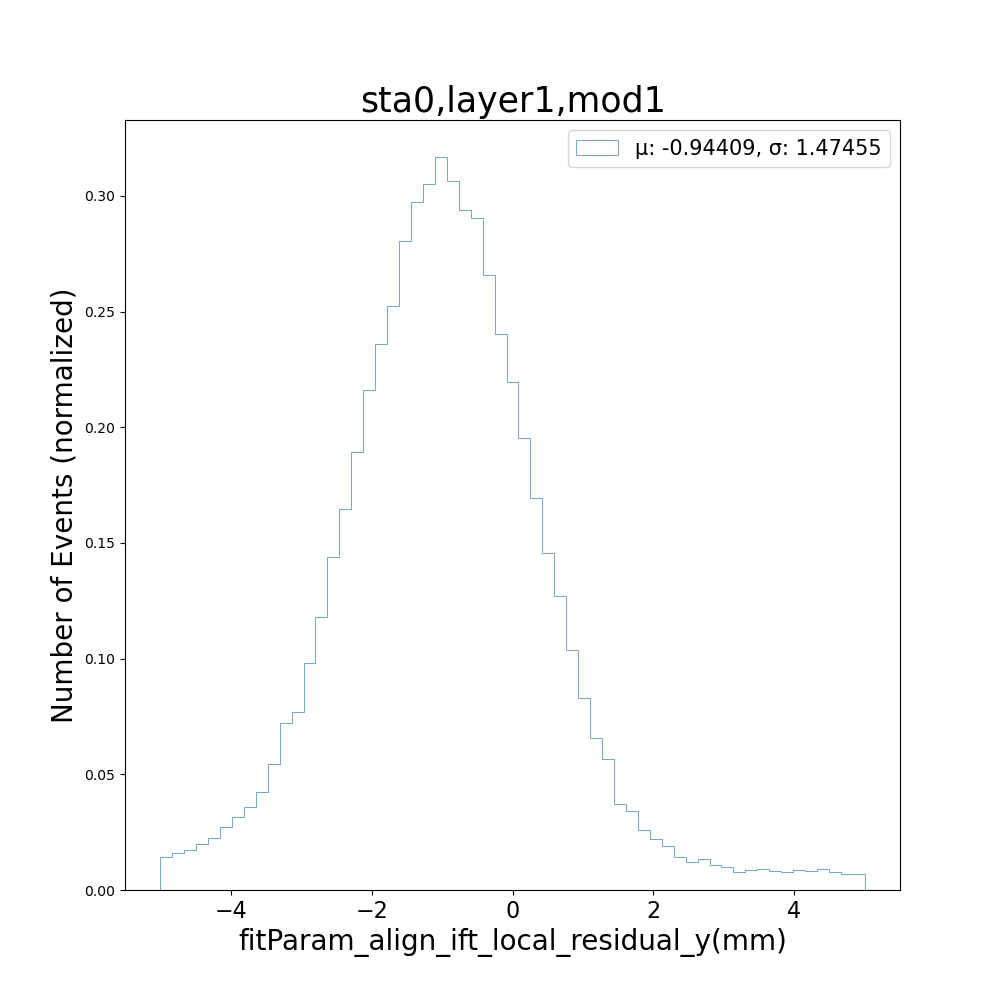 sta0,layer1,mod1
μ: -0.94409, σ: 1.47455
Number of Events (normalized)
0.30
0.25
0.20
0.15
0.10
0.05
0.00
−4 −2 0 2 4
fitParam_align_ift_local_residual_y(mm)